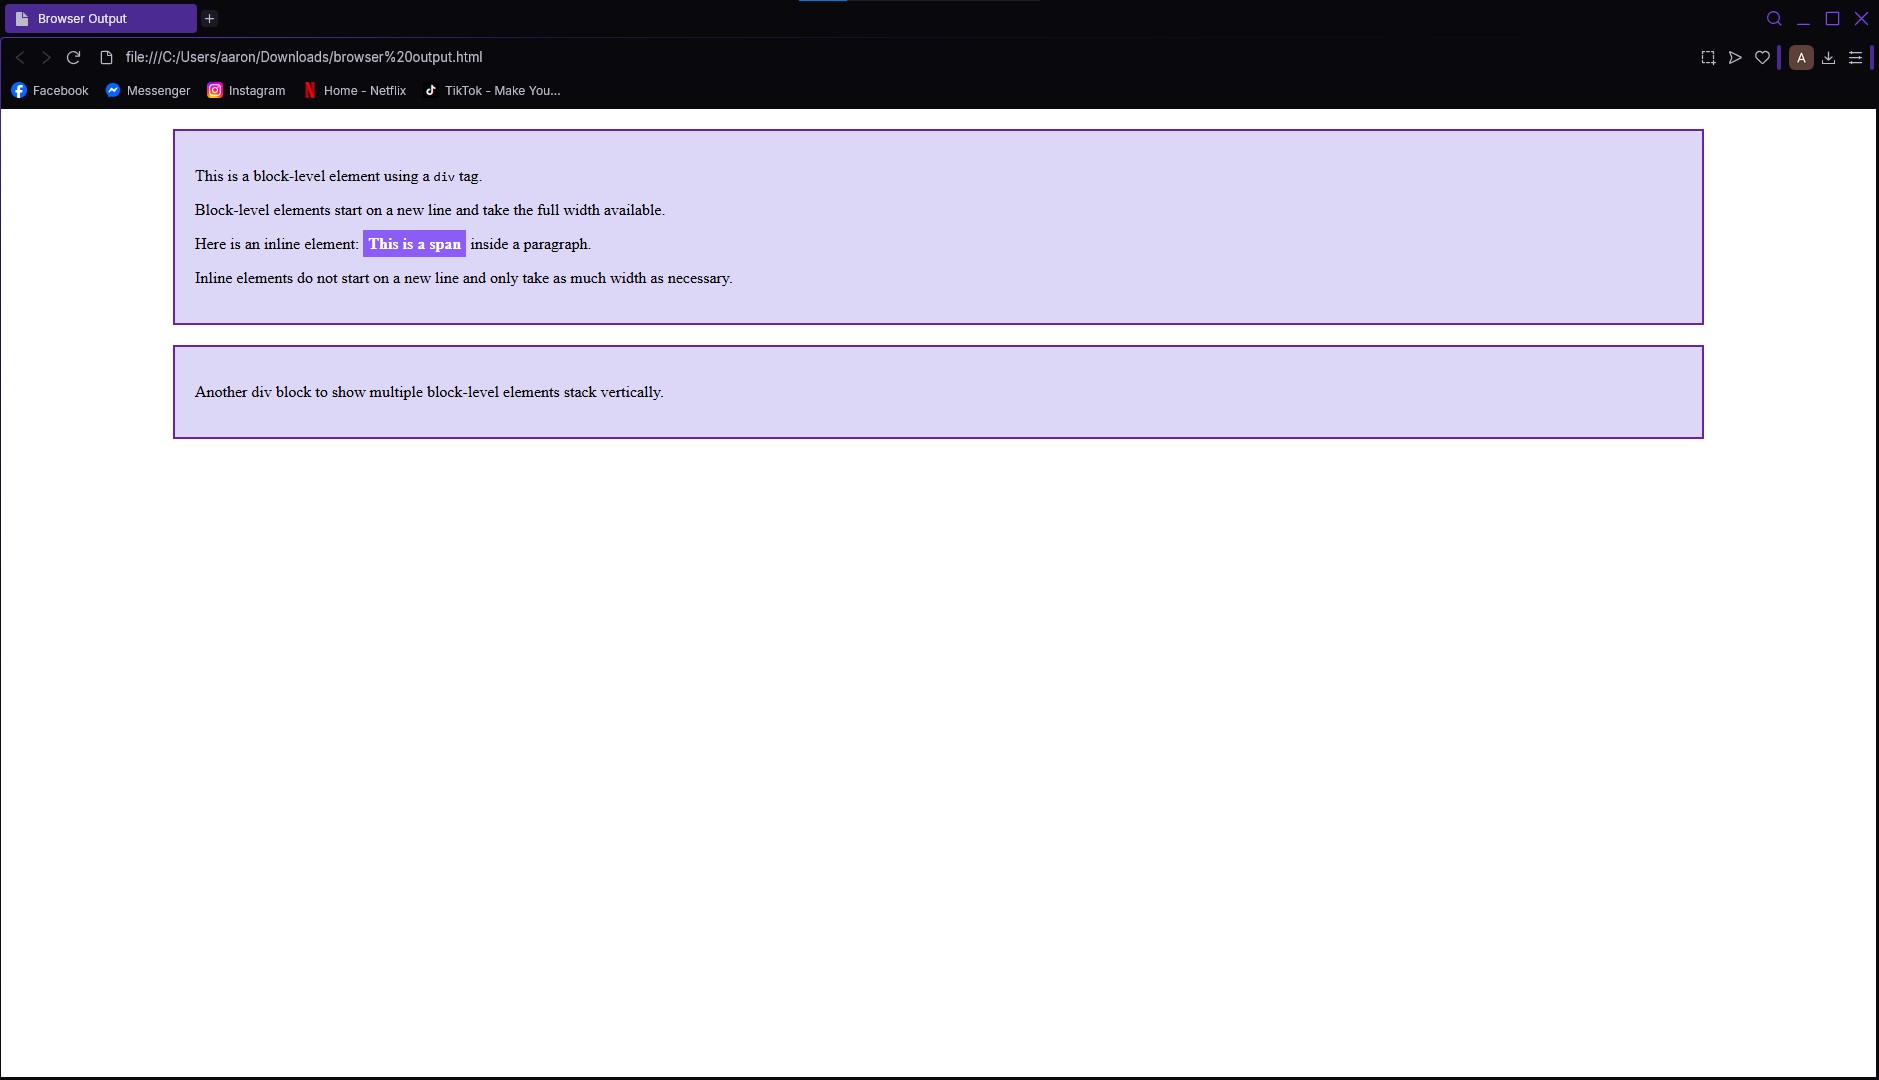 Browser Output
file:///C:/Users/aaron/Downloads/browser%20output.html
A
Facebook Messenger Instagram Home - Netflix TikTok - Make You...
This is a block-level element using a div tag.
Block-level elements start on a new line and take the full width available.
Here is an inline element: This is a span inside a paragraph.
Inline elements do not start on a new line and only take as much width as necessary.
Another div block to show multiple block-level elements stack vertically.